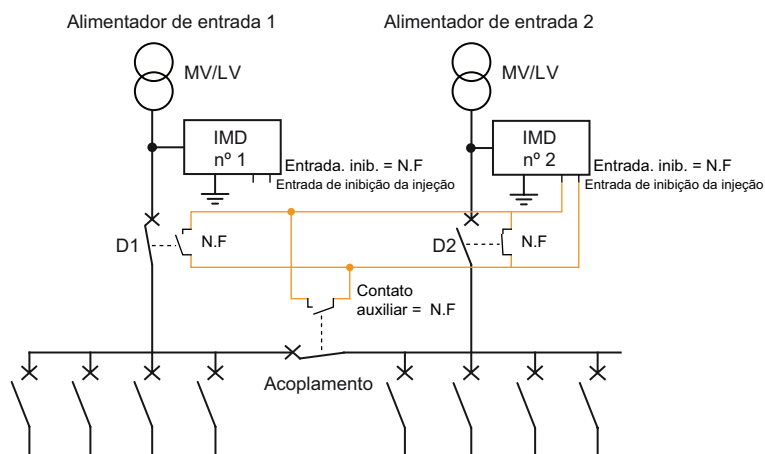 Alimentador de entrada 1
Alimentador de entrada 2
MV/LV
MV/LV
IMD
nº 1
Entrada. inib. = N.F
Entrada de inibição da injeção
IMD
nº 2
Entrada. inib. = N.F
Entrada de inibição da injeção
D1
N.F
D2
N.F
Contato
auxiliar = N.F
Acoplamento